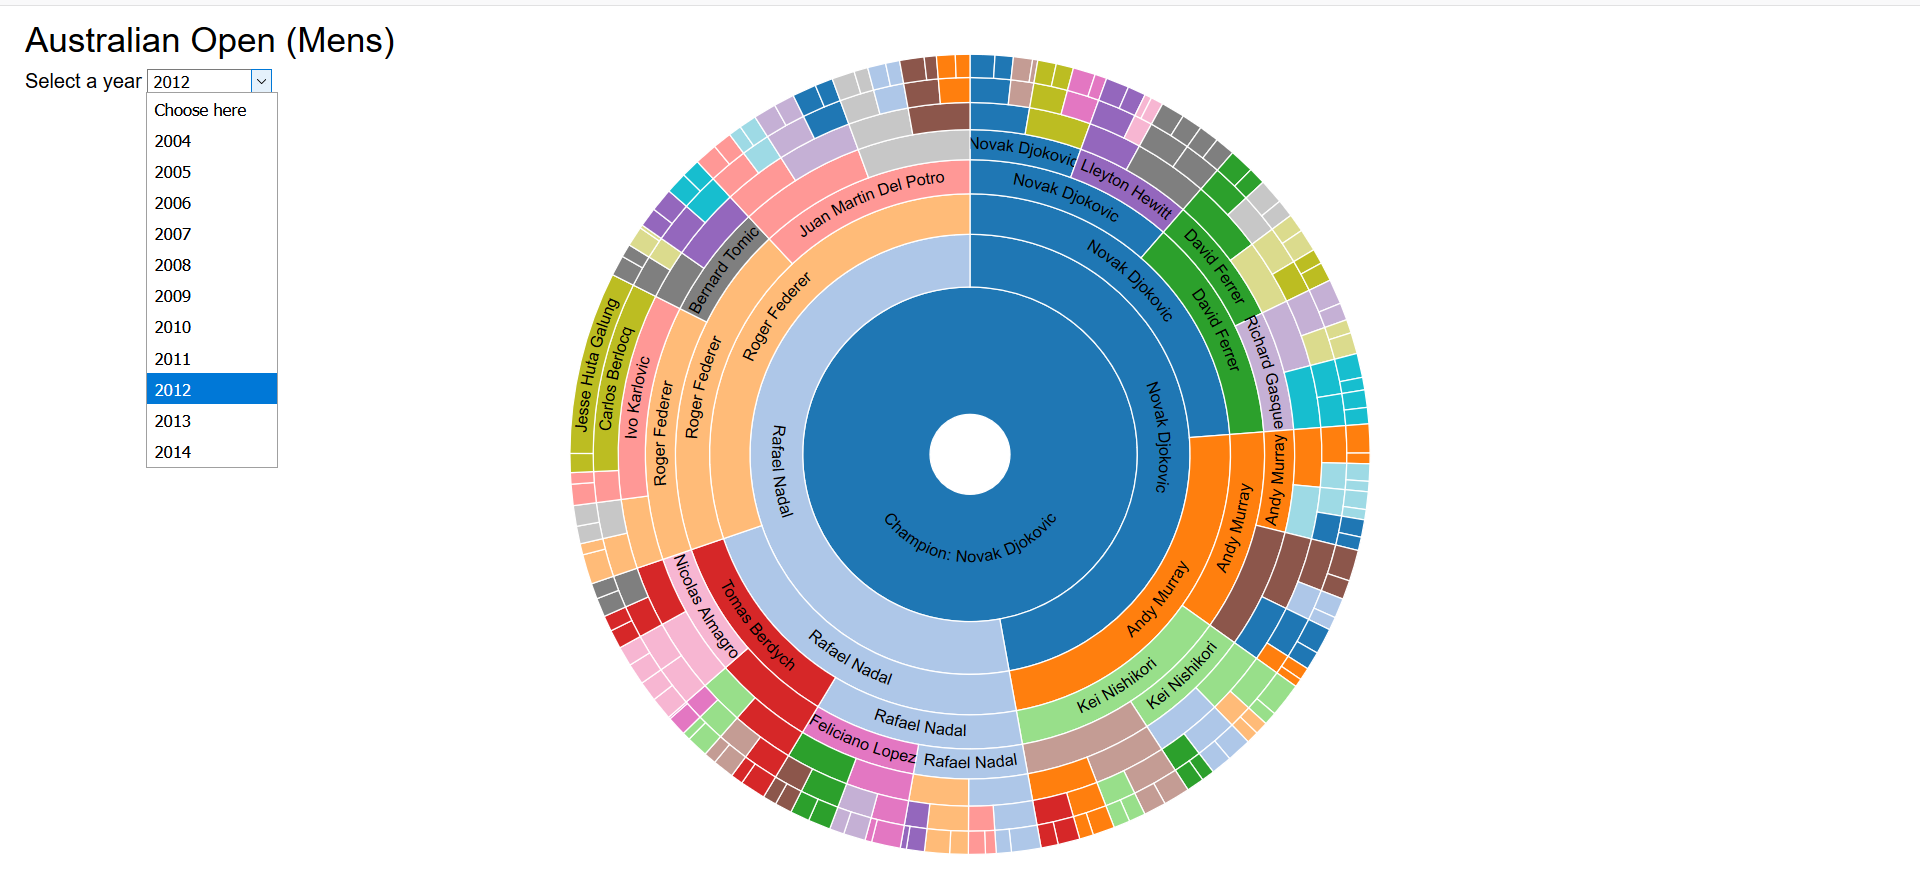 Australian Open (Mens)
Select a year 2012
Choose here
2004
2005
2006
2007
2008
2009
2010
2011
2012
2013
2014
Champion: Novak Djokovic
Novak Djokovic
Rafael Nadal
Novak Djokovic
Andy Murray
Rafael Nadal
Roger Federer
Novak Djokovic
David Ferrer
Andy Murray
Kei Nishikori
Rafael Nadal
Tomas Berdych
Roger Federer
Juan Martin Del Potro
Novak Djokovic
Lleyton Hewitt
David Ferrer
Richard Gasque
Andy Murray
Kei Nishikori
Rafael Nadal
Feliciano Lopez
Nicolas Almagro
Roger Federer
Bernard Tomic
Ivo Karlovic
Carlos Berlocq
Jesse Huta Galung